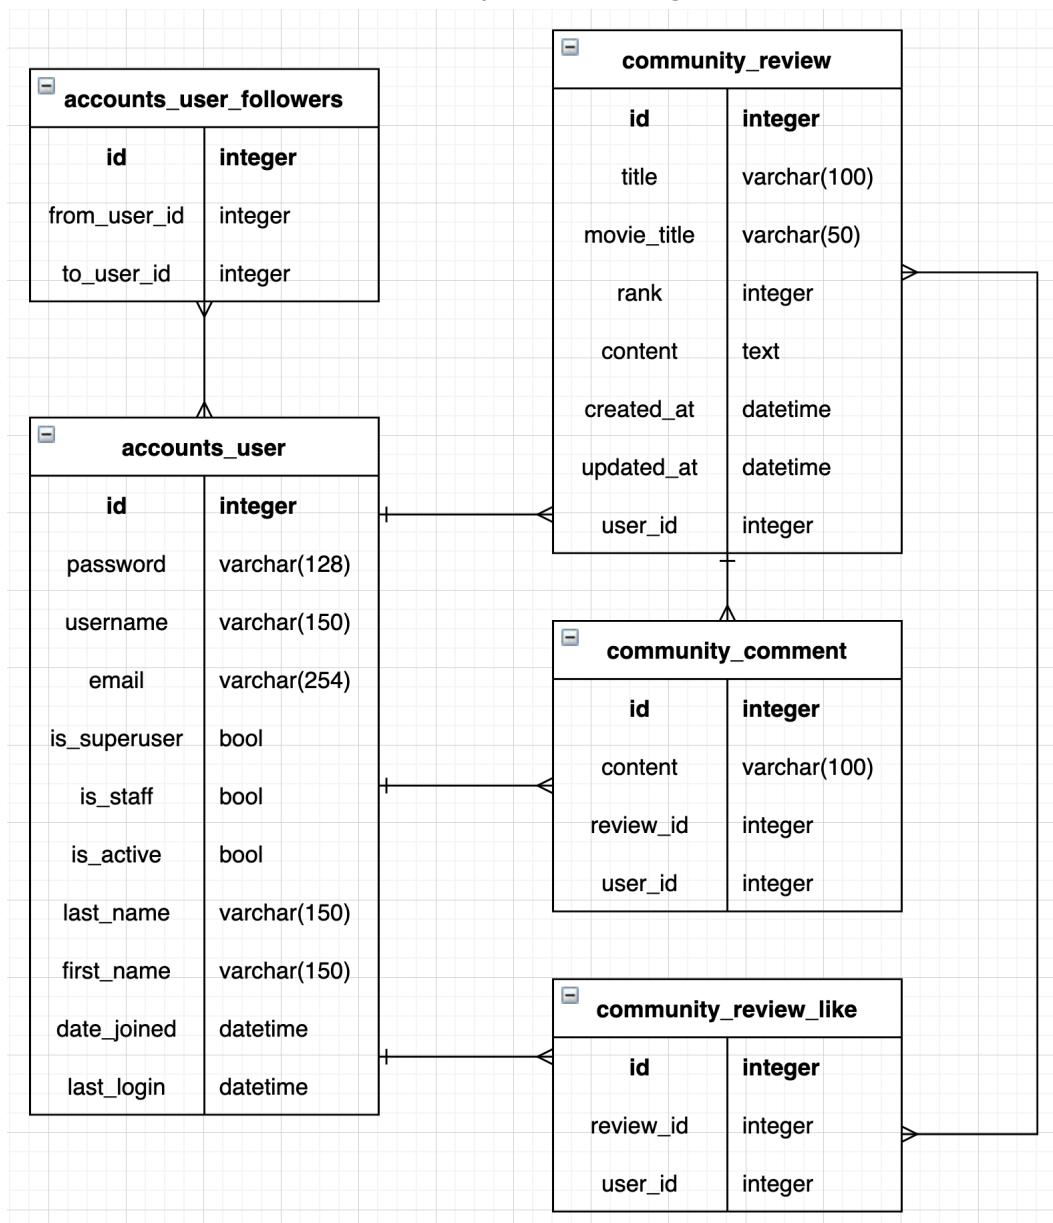 accounts_user_followers
id integer
from_user_id integer
to_user_id integer
accounts_user
id integer
password varchar(128)
username varchar(150)
email varchar(254)
is_superuser bool
is_staff bool
is_active bool
last_name varchar(150)
first_name varchar(150)
date_joined datetime
last_login datetime
community_review
id integer
title varchar(100)
movie_title varchar(50)
rank integer
content text
created_at datetime
updated_at datetime
user_id integer
community_comment
id integer
content varchar(100)
review_id integer
user_id integer
community_review_like
id integer
review_id integer
user_id integer